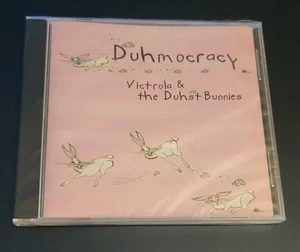 Duhmocracy
Victrola &
the Duhst Bunnies